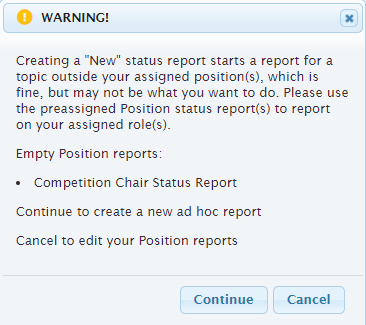 WARNING!
Creating a "New" status report starts a report for a
topic outside your assigned position(s), which is
fine, but may not be what you want to do. Please use
the preassigned Position status report(s) to report
on your assigned role(s).
Empty Position reports:
• Competition Chair Status Report
Continue to create a new ad hoc report
Cancel to edit your Position reports
Continue Cancel